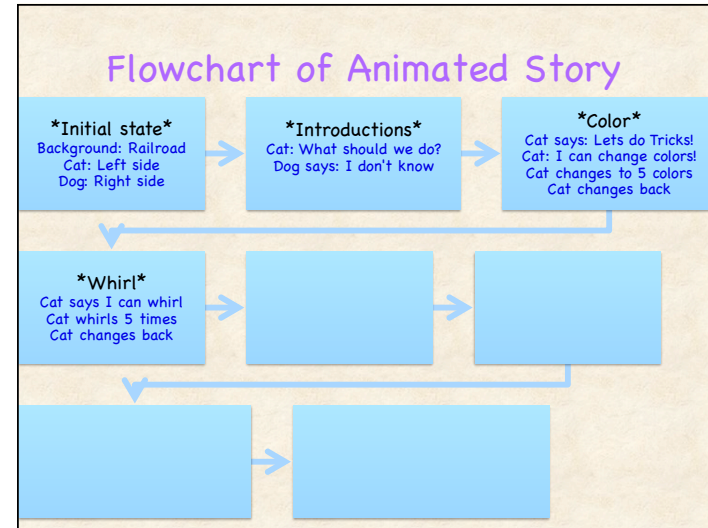 Flowchart of Animated Story
*Initial state*
Background: Railroad
Cat: Left side
Dog: Right side
*Introductions*
Cat: What should we do?
Dog says: I don't know
*Color*
Cat says: Lets do Tricks!
Cat: I can change colors!
Cat changes to 5 colors
Cat changes back
*Whirl*
Cat says I can whirl
Cat whirls 5 times
Cat changes back